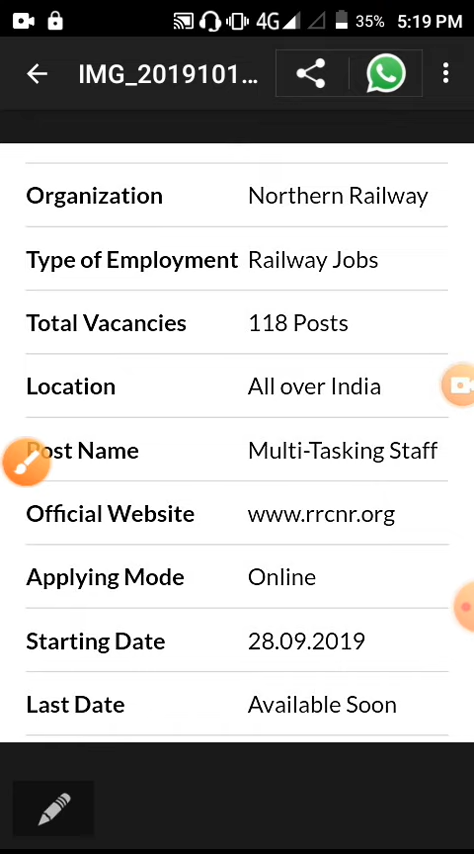 4G 35% 5:19 PM
IMG_2019101...
Organization Northern Railway
Type of Employment Railway Jobs
Total Vacancies 118 Posts
Location All over India
Post Name Multi-Tasking Staff
Official Website www.rrcnr.org
Applying Mode Online
Starting Date 28.09.2019
Last Date Available Soon